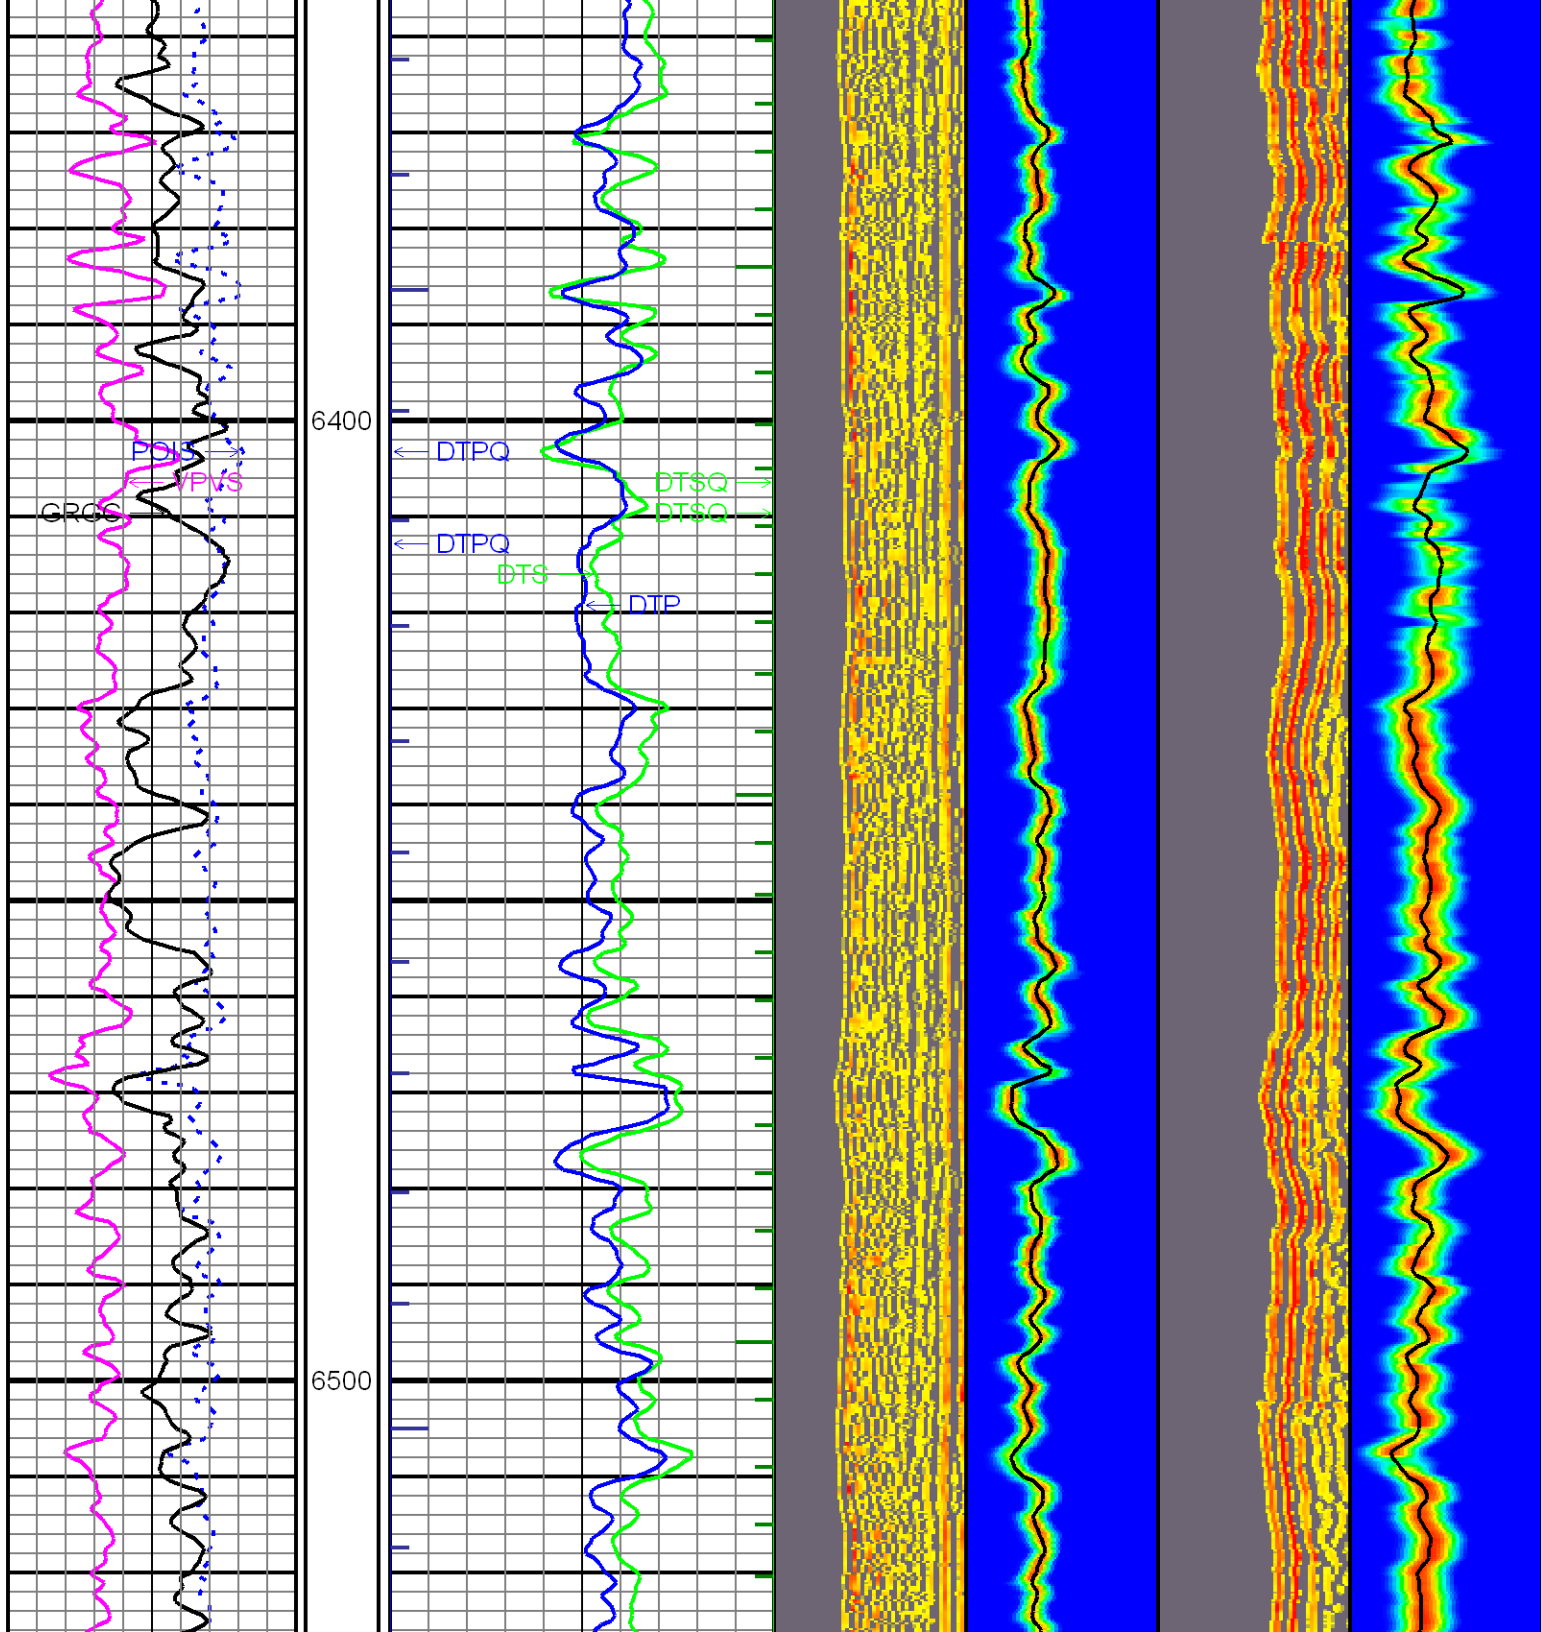 6400
POIS DTPQ
VPVS DTSQ
GRGC DTSQ
DTPQ
DTS
DTP
6500